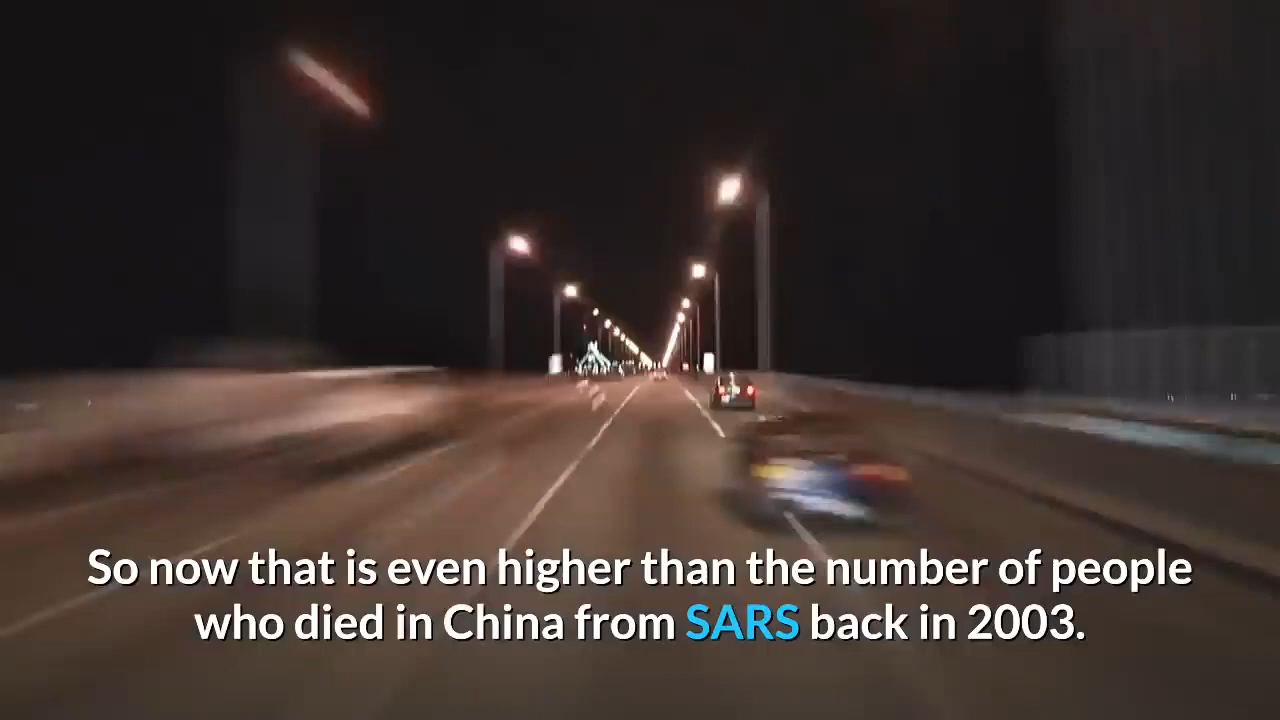 So now that is even higher than the number of people
who died in China from SARS back in 2003.